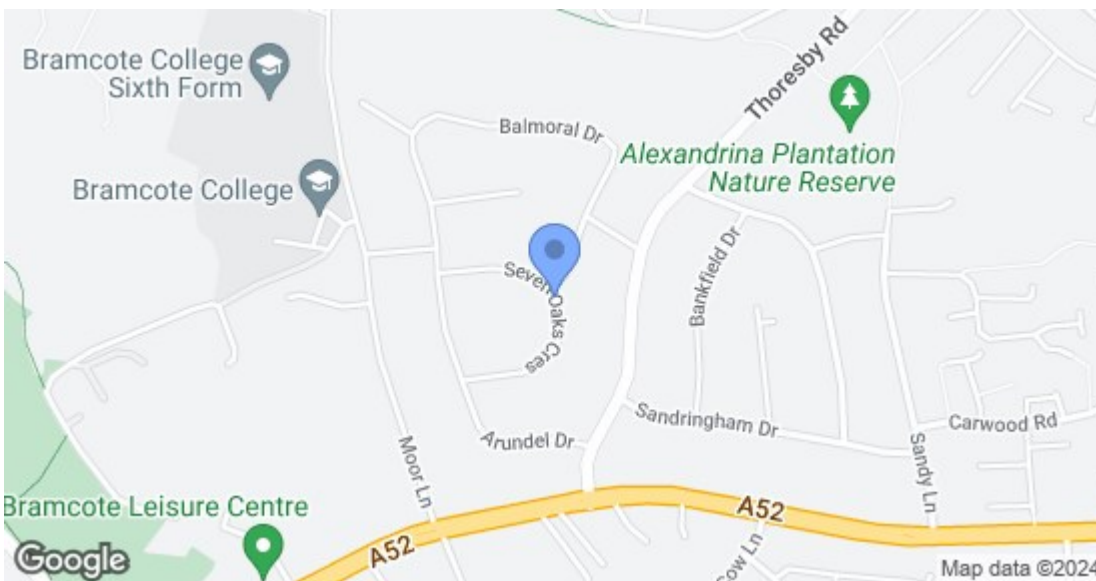 Bramcote College
Sixth Form
Thoresby Rd
Balmoral Dr
Alexandrina Plantation
Nature Reserve
Bramcote College
Seven Oaks Cres
Bankfield Dr
Sandringham Dr
Carwood Rd
Arundel Dr
Moor Ln
Sandy Ln
Bramcote Leisure Centre
A52
A52
Cow Ln
Google
Map data ©2024